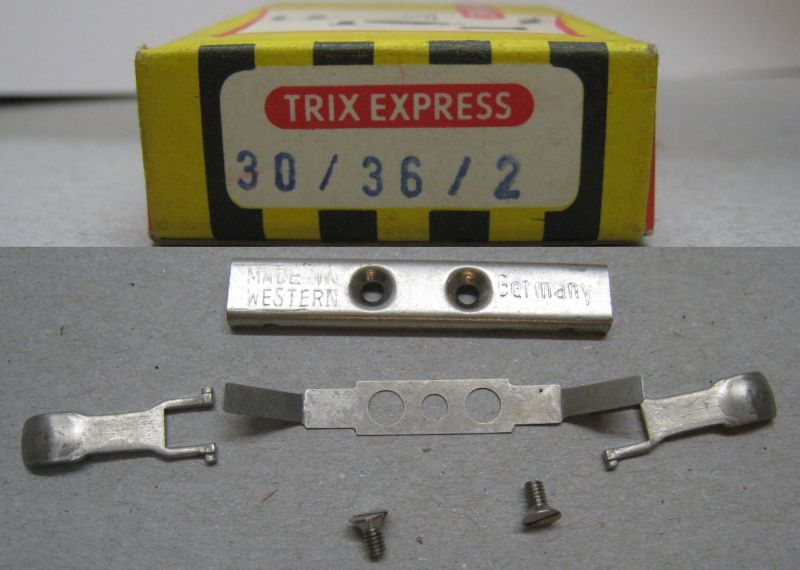 TRIX EXPRESS
30/36/2
MADE IN
WESTERN
Germany